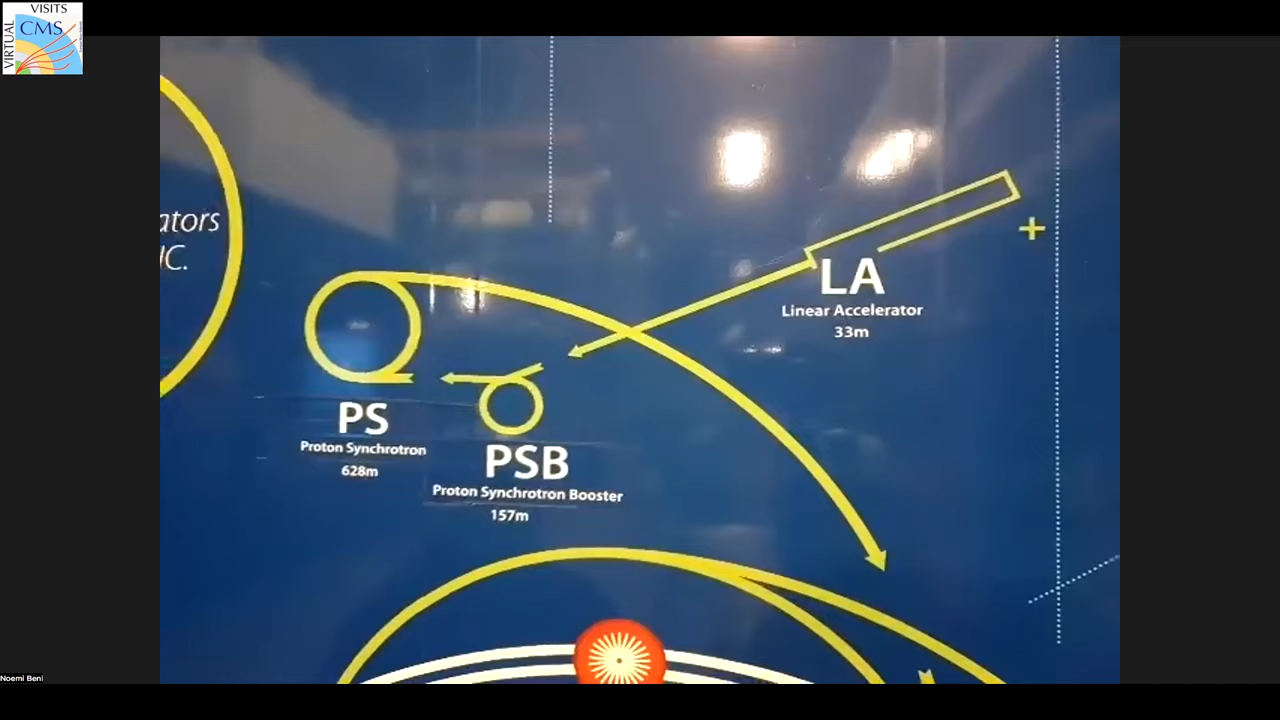 VISITS
VIRTUAL
CMS
ators
IC.
+
LA
Linear Accelerator
33m
PS
Proton Synchrotron
628m
PSB
Proton Synchrotron Booster
157m
Noemi Beni